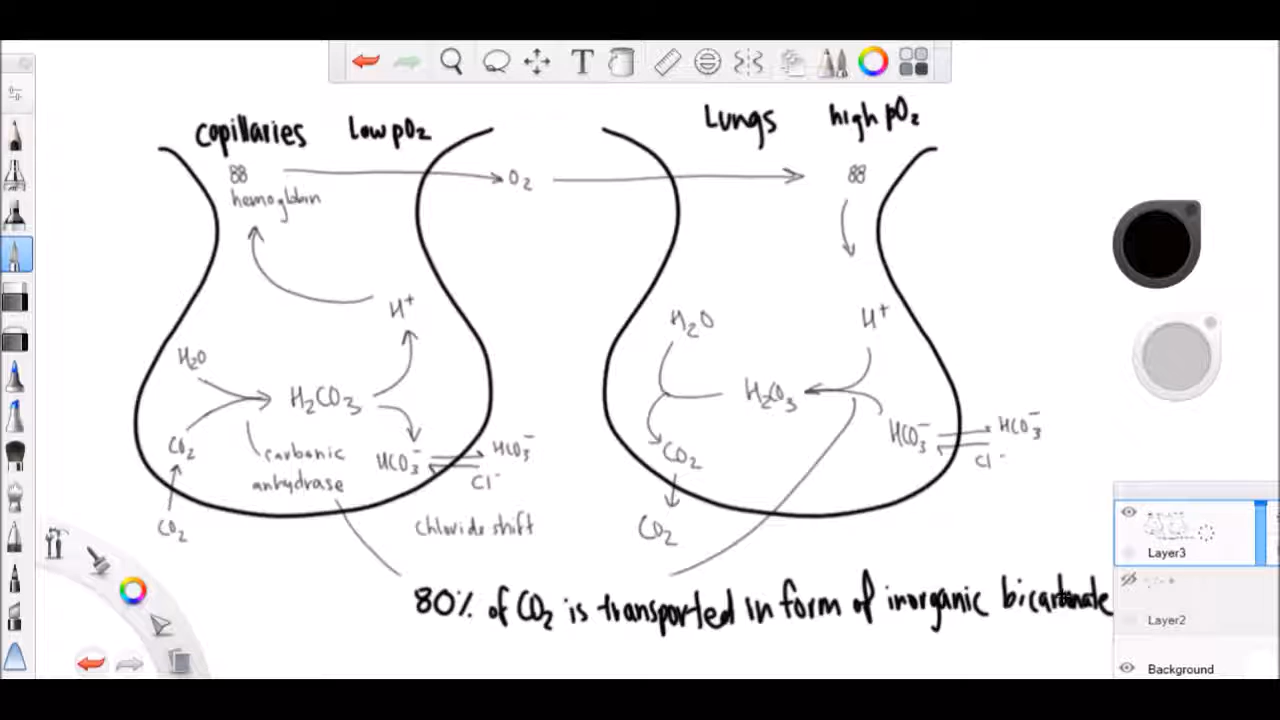 capillaries low pO2
Lungs high pO2
88
hemoglobin
O2
88
H+
H2O
H2CO3
CO2
carbonic
anhydrase
HCO3-
HCO3-
Cl-
CO2
chloride shift
H2O
H+
H2CO3
HCO3-
HCO3-
Cl-
CO2
CO2
80% of CO2 is transported in form of inorganic bicarbonate
T
Layer3
Layer2
Background